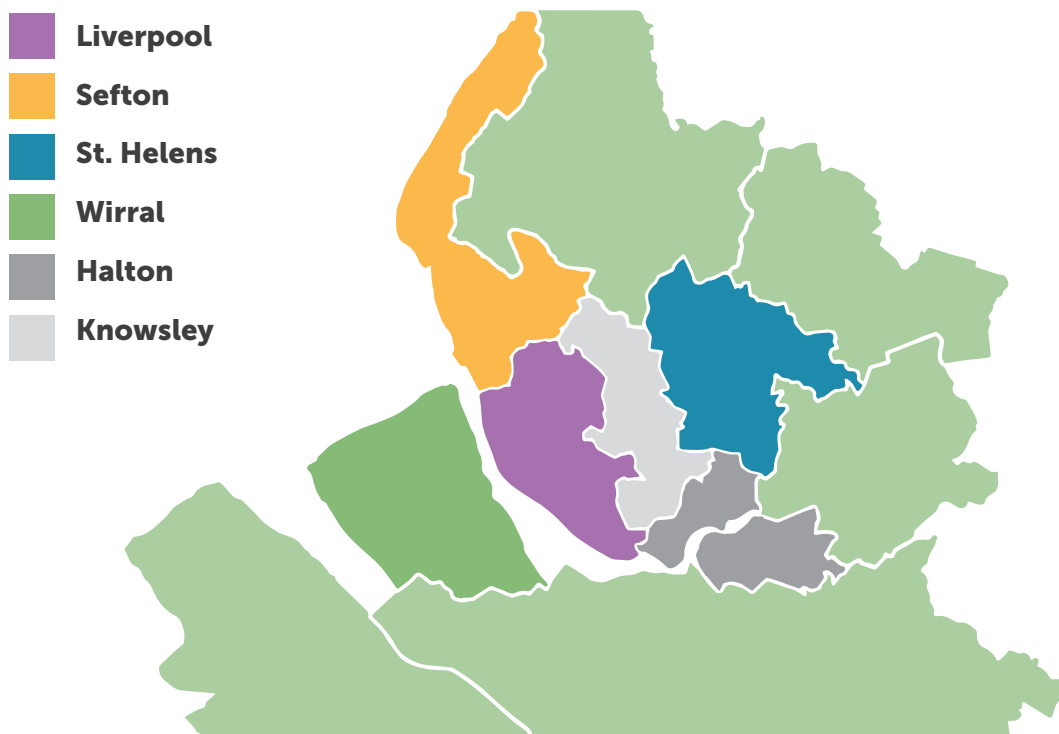 Liverpool
Sefton
St. Helens
Wirral
Halton
Knowsley